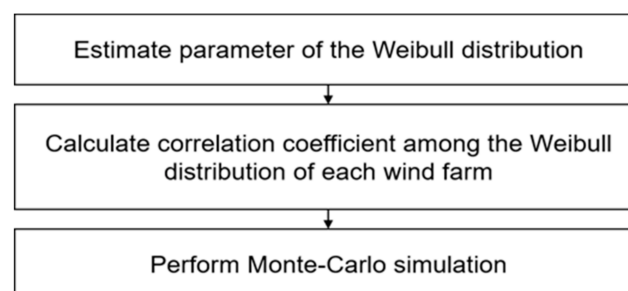 Estimate parameter of the Weibull distribution
Calculate correlation coefficient among the Weibull
distribution of each wind farm
Perform Monte-Carlo simulation